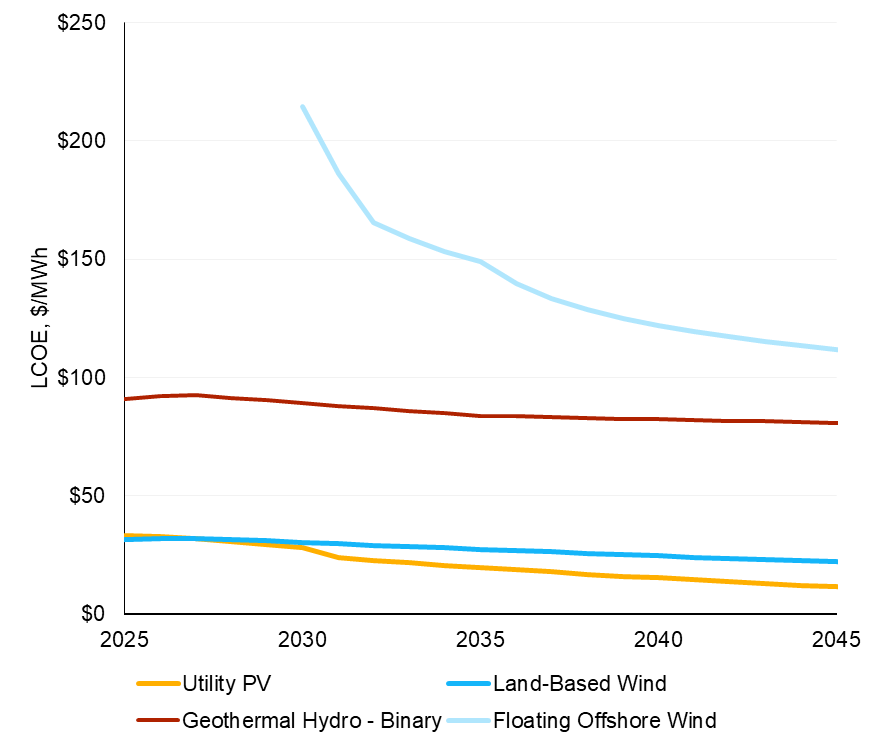 $250
$200
$150
$100
$50
$0
LCOE, $/MWh
2025 2030 2035 2040 2045
Utility PV Land-Based Wind
Geothermal Hydro - Binary Floating Offshore Wind